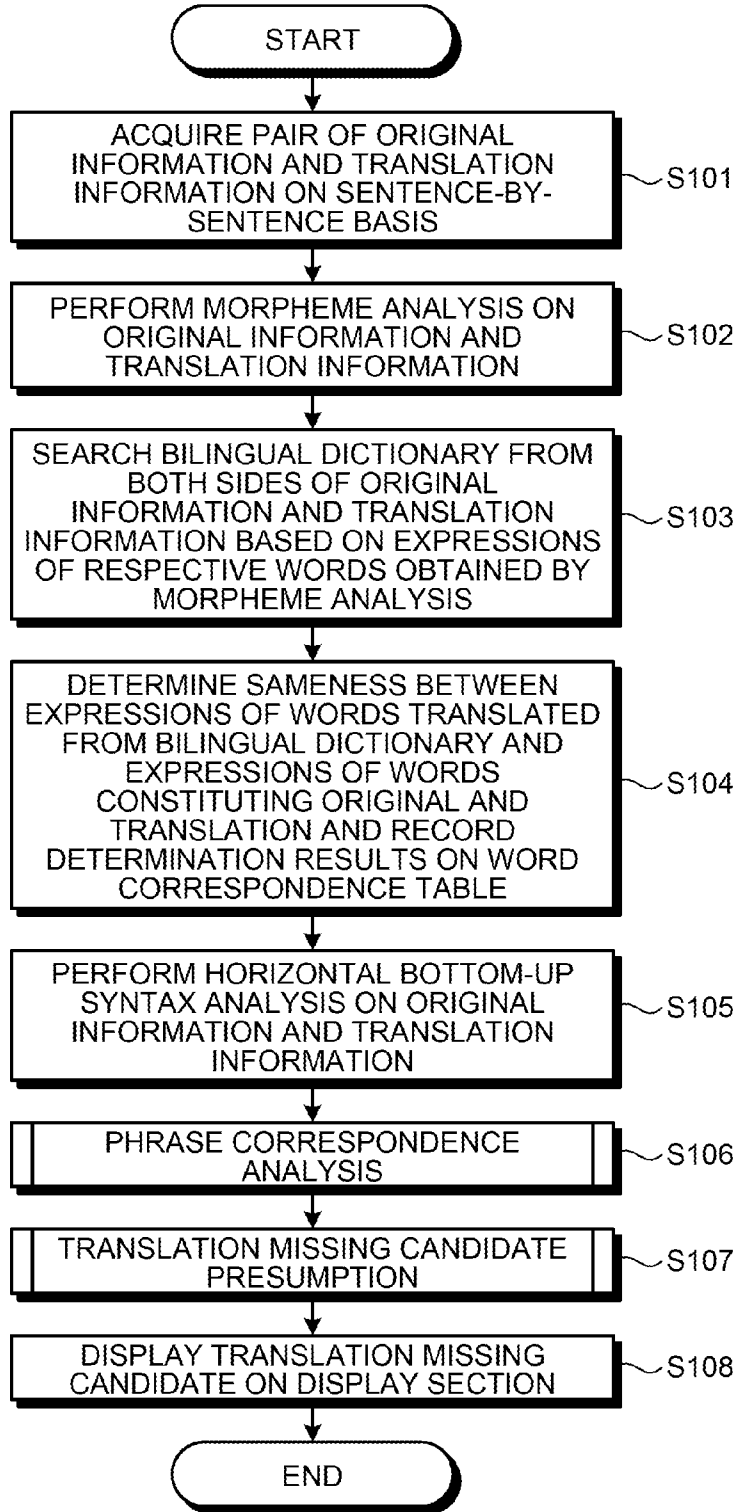 START
ACQUIRE PAIR OF ORIGINAL
INFORMATION AND TRANSLATION
INFORMATION ON SENTENCE-BY-
SENTENCE BASIS
S101
PERFORM MORPHEME ANALYSIS ON
ORIGINAL INFORMATION AND
TRANSLATION INFORMATION
S102
SEARCH BILINGUAL DICTIONARY FROM
BOTH SIDES OF ORIGINAL
INFORMATION AND TRANSLATION
INFORMATION BASED ON EXPRESSIONS
OF RESPECTIVE WORDS OBTAINED BY
MORPHEME ANALYSIS
S103
DETERMINE SAMENESS BETWEEN
EXPRESSIONS OF WORDS TRANSLATED
FROM BILINGUAL DICTIONARY AND
EXPRESSIONS OF WORDS
CONSTITUTING ORIGINAL AND
TRANSLATION AND RECORD
DETERMINATION RESULTS ON WORD
CORRESPONDENCE TABLE
S104
PERFORM HORIZONTAL BOTTOM-UP
SYNTAX ANALYSIS ON ORIGINAL
INFORMATION AND TRANSLATION
INFORMATION
S105
PHRASE CORRESPONDENCE
ANALYSIS
S106
TRANSLATION MISSING CANDIDATE
PRESUMPTION
S107
DISPLAY TRANSLATION MISSING
CANDIDATE ON DISPLAY SECTION
S108
END